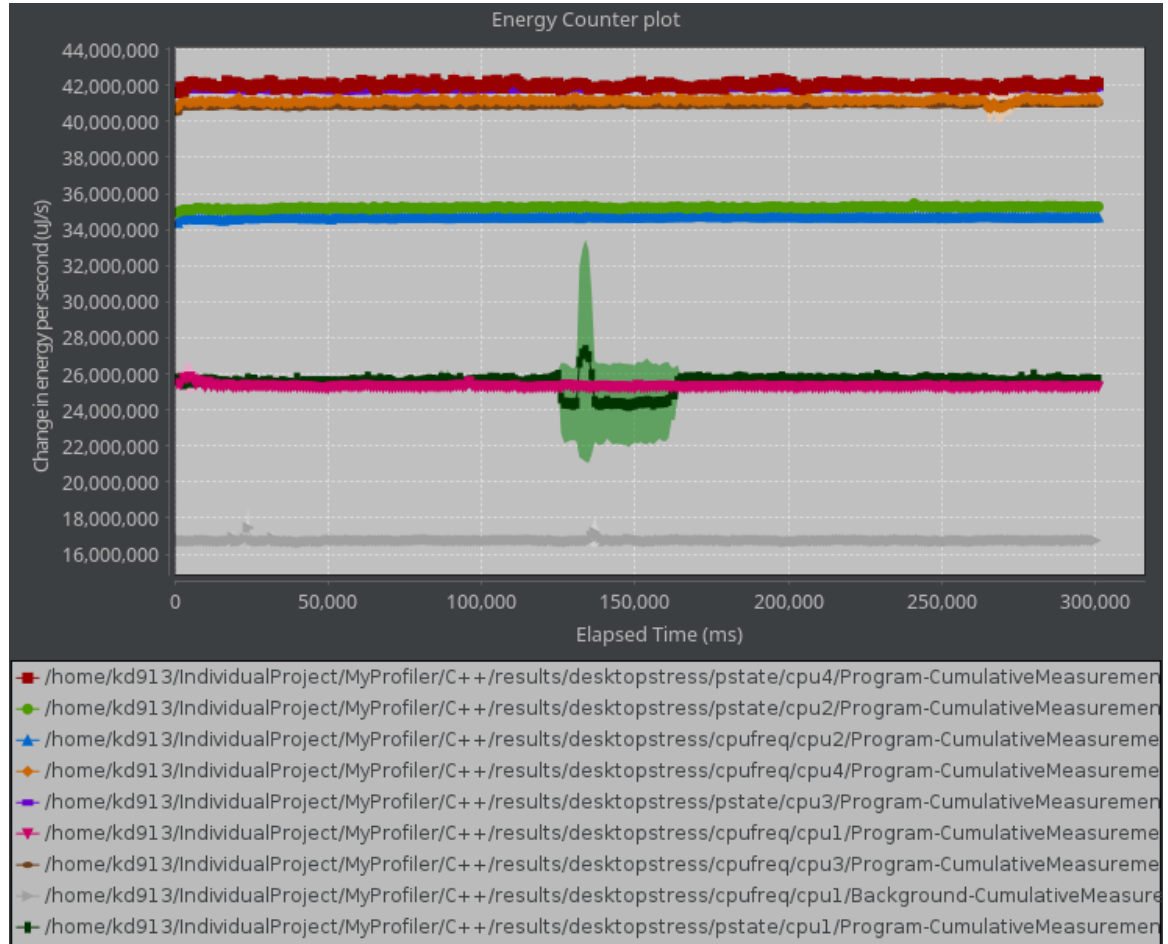 Energy Counter plot
Change in energy per second (uJ/s)
44,000,000
42,000,000
40,000,000
38,000,000
36,000,000
34,000,000
32,000,000
30,000,000
28,000,000
26,000,000
24,000,000
22,000,000
20,000,000
18,000,000
16,000,000
0 50,000 100,000 150,000 200,000 250,000 300,000
Elapsed Time (ms)
/home/kd913/IndividualProject/MyProfiler/C++/results/desktopstress/pstate/cpu4/Program-CumulativeMeasuremen
/home/kd913/IndividualProject/MyProfiler/C++/results/desktopstress/pstate/cpu2/Program-CumulativeMeasuremen
/home/kd913/IndividualProject/MyProfiler/C++/results/desktopstress/cpufreq/cpu2/Program-CumulativeMeasureme
/home/kd913/IndividualProject/MyProfiler/C++/results/desktopstress/cpufreq/cpu4/Program-CumulativeMeasureme
/home/kd913/IndividualProject/MyProfiler/C++/results/desktopstress/pstate/cpu3/Program-CumulativeMeasuremen
/home/kd913/IndividualProject/MyProfiler/C++/results/desktopstress/cpufreq/cpu1/Program-CumulativeMeasureme
/home/kd913/IndividualProject/MyProfiler/C++/results/desktopstress/cpufreq/cpu3/Program-CumulativeMeasureme
/home/kd913/IndividualProject/MyProfiler/C++/results/desktopstress/cpufreq/cpu1/Background-CumulativeMeasure
/home/kd913/IndividualProject/MyProfiler/C++/results/desktopstress/pstate/cpu1/Program-CumulativeMeasuremen